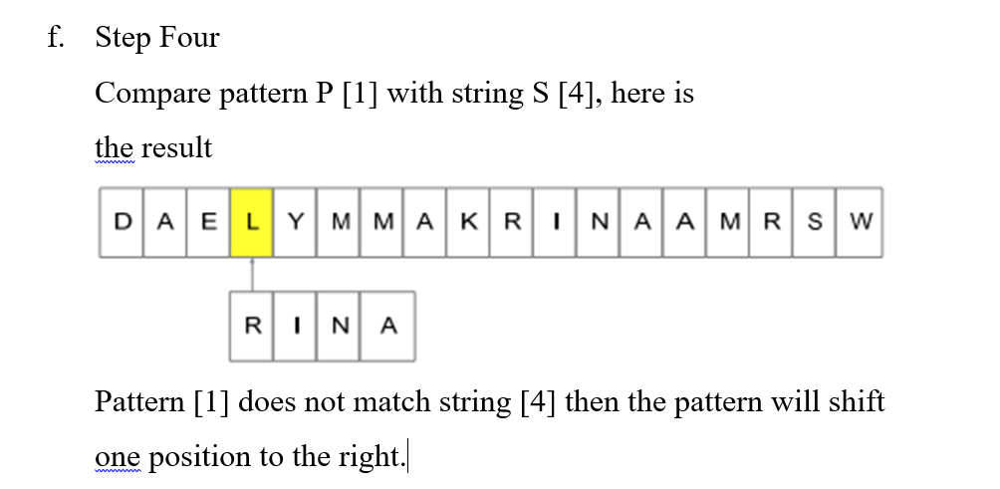 f. Step Four
Compare pattern P [1] with string S [4], here is
the result
D A E L Y M M A K R I N A A M R S W
R I N A
Pattern [1] does not match string [4] then the pattern will shift
one position to the right.